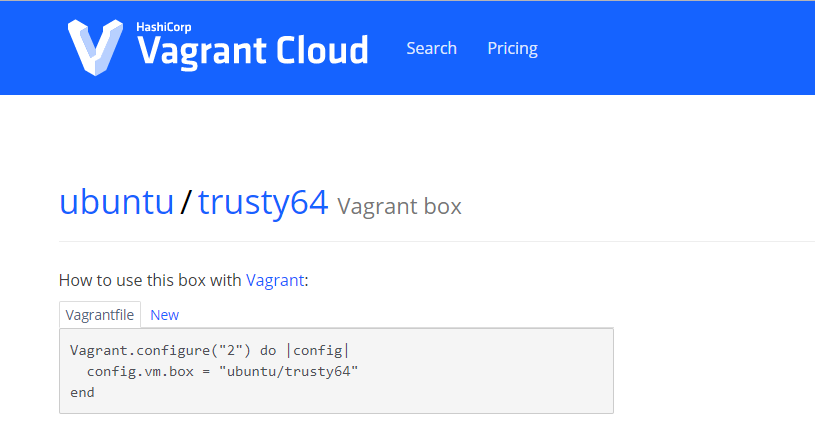 HashiCorp
Vagrant Cloud
Search Pricing
ubuntu/trusty64 Vagrant box
How to use this box with Vagrant:
Vagrantfile New
Vagrant.configure("2") do |config|
  config.vm.box = "ubuntu/trusty64"
end